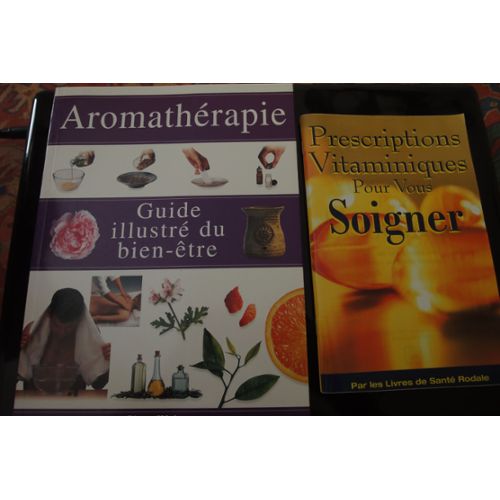 Aromathérapie
Guide
illustré du
bien-être
Prescriptions
Vitaminiques
Pour Vous
Soigner
Par les Livres de Santé Rodale